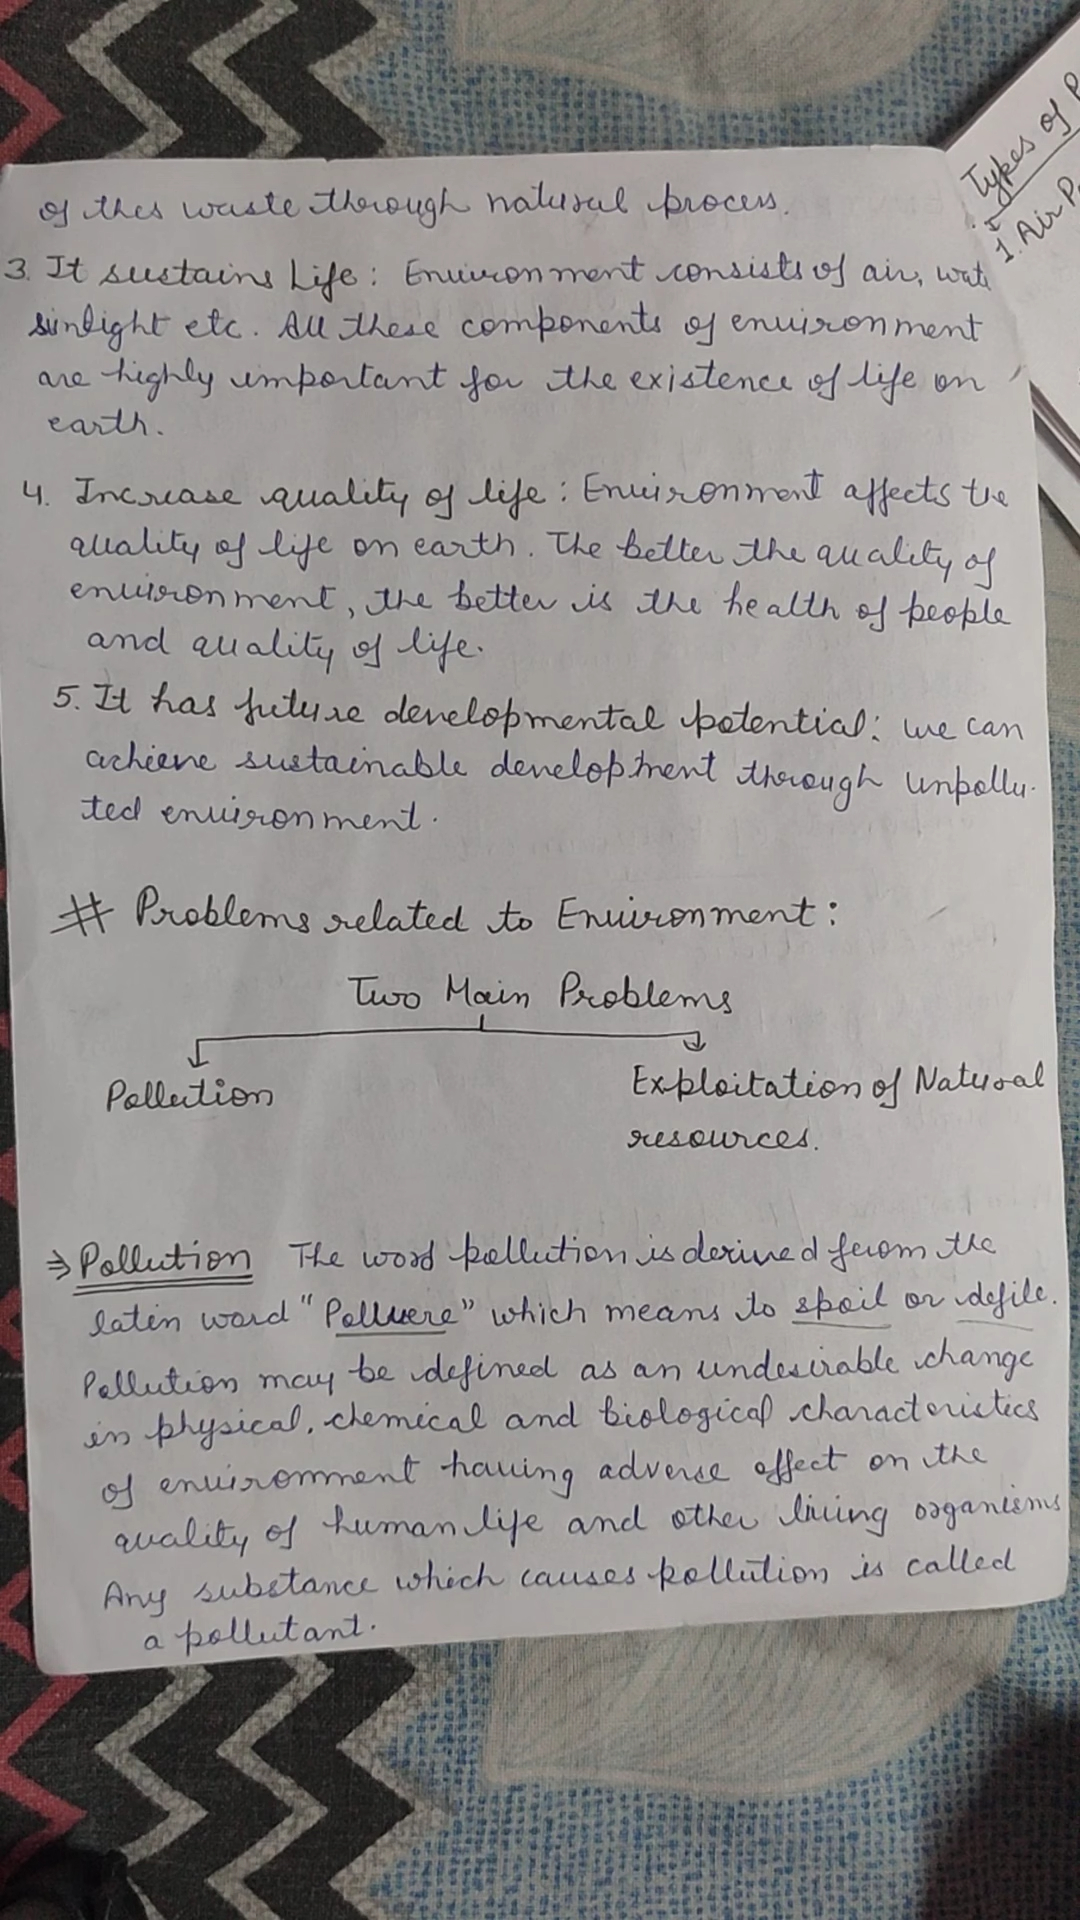 of this waste through natural process.
3. It sustains Life: Environment consists of air, wate
sunlight etc. All these components of environment
are highly important for the existence of life on
earth.
4. Increase quality of life: Environment affects the
quality of life on earth. The better the quality of
environment, the better is the health of people
and quality of life.
5. It has future developmental potential: we can
achieve sustainable development through unpollu-
ted environment.
# Problems related to Environment:
Two Main Problems
Pollution
Exploitation of Natural
resources.
⇒ Pollution The word pollution is derived from the
latin word "Polluere" which means to spoil or defile.
Pollution may be defined as an undesirable change
in physical, chemical and biological characteristics
of environment having adverse effect on the
quality of human life and other living organisms
Any substance which causes pollution is called
a pollutant.
Types of P
1. Air Po